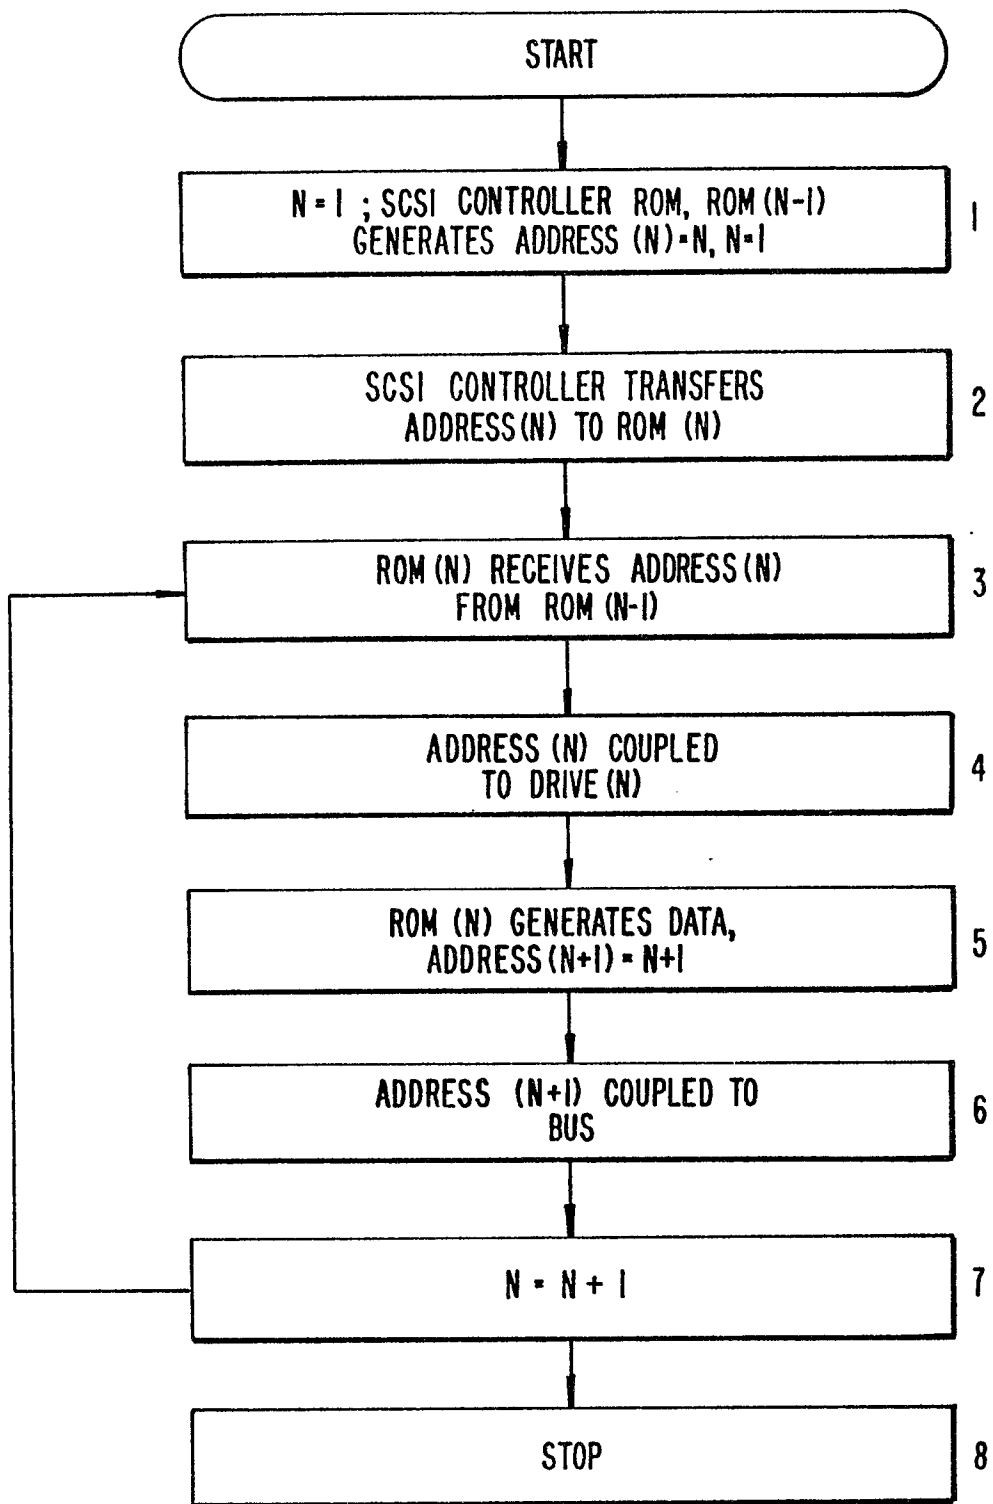 START
N = 1 ; SCSI CONTROLLER ROM, ROM (N-1)
GENERATES ADDRESS (N) = N, N=1
1
SCSI CONTROLLER TRANSFERS
ADDRESS (N) TO ROM (N)
2
ROM (N) RECEIVES ADDRESS (N)
FROM ROM (N-1)
3
ADDRESS (N) COUPLED
TO DRIVE (N)
4
ROM (N) GENERATES DATA,
ADDRESS (N+1) = N+1
5
ADDRESS (N+1) COUPLED TO
BUS
6
N = N + 1
7
STOP
8